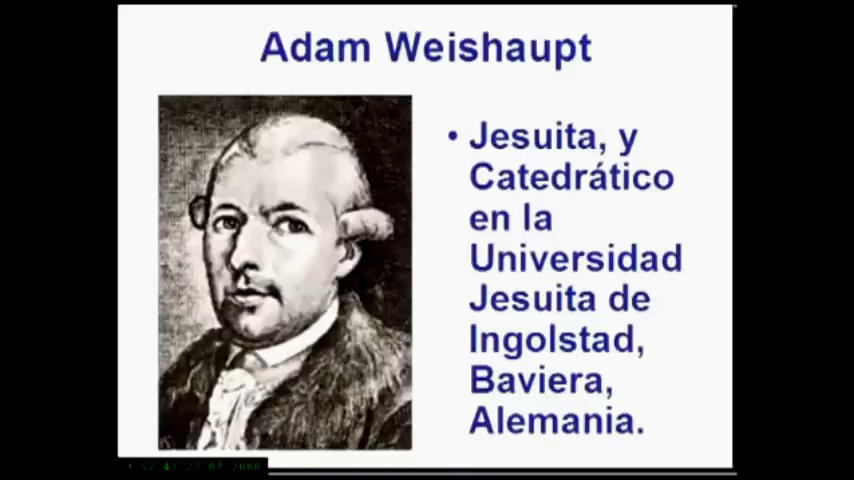 Adam Weishaupt
• Jesuita, y
Catedrático
en la
Universidad
Jesuita de
Ingolstad,
Baviera,
Alemania.